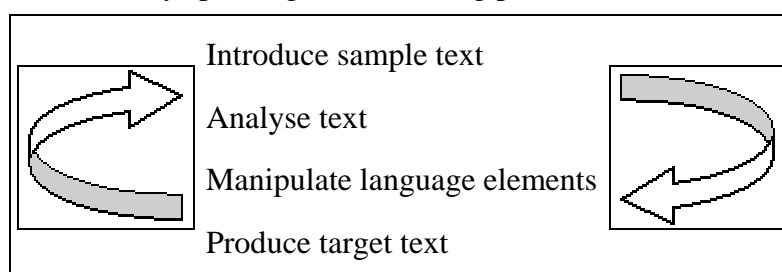 Introduce sample text
Analyse text
Manipulate language elements
Produce target text